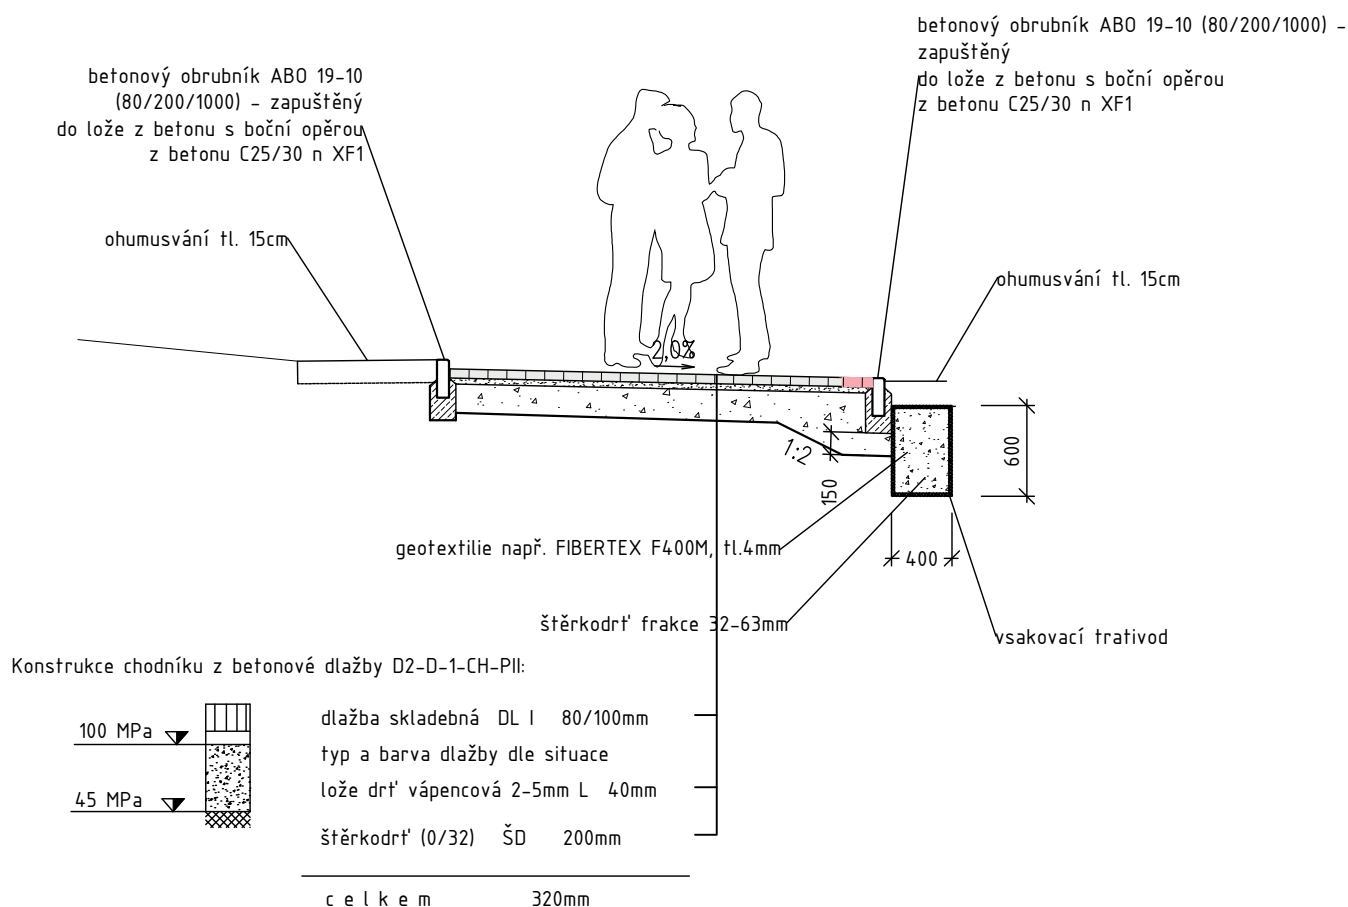 betonový obrubník ABO 19-10 (80/200/1000) -
zapuštěný
do lože z betonu s boční opěrou
z betonu C25/30 n XF1
betonový obrubník ABO 19-10
(80/200/1000) - zapuštěný
do lože z betonu s boční opěrou
z betonu C25/30 n XF1
ohumusvání tl. 15cm
ohumusvání tl. 15cm
2,0%
1:2
150
600
400
geotextilie např. FIBERTEX F400M, tl.4mm
štěrkodrť frakce 32-63mm
vsakovací trativod
Konstrukce chodníku z betonové dlažby D2-D-1-CH-PII:
100 MPa
45 MPa
dlažba skladebná DL I 80/100mm
typ a barva dlažby dle situace
lože drť vápencová 2-5mm L 40mm
štěrkodrť (0/32) ŠD 200mm
c e l k e m 320mm